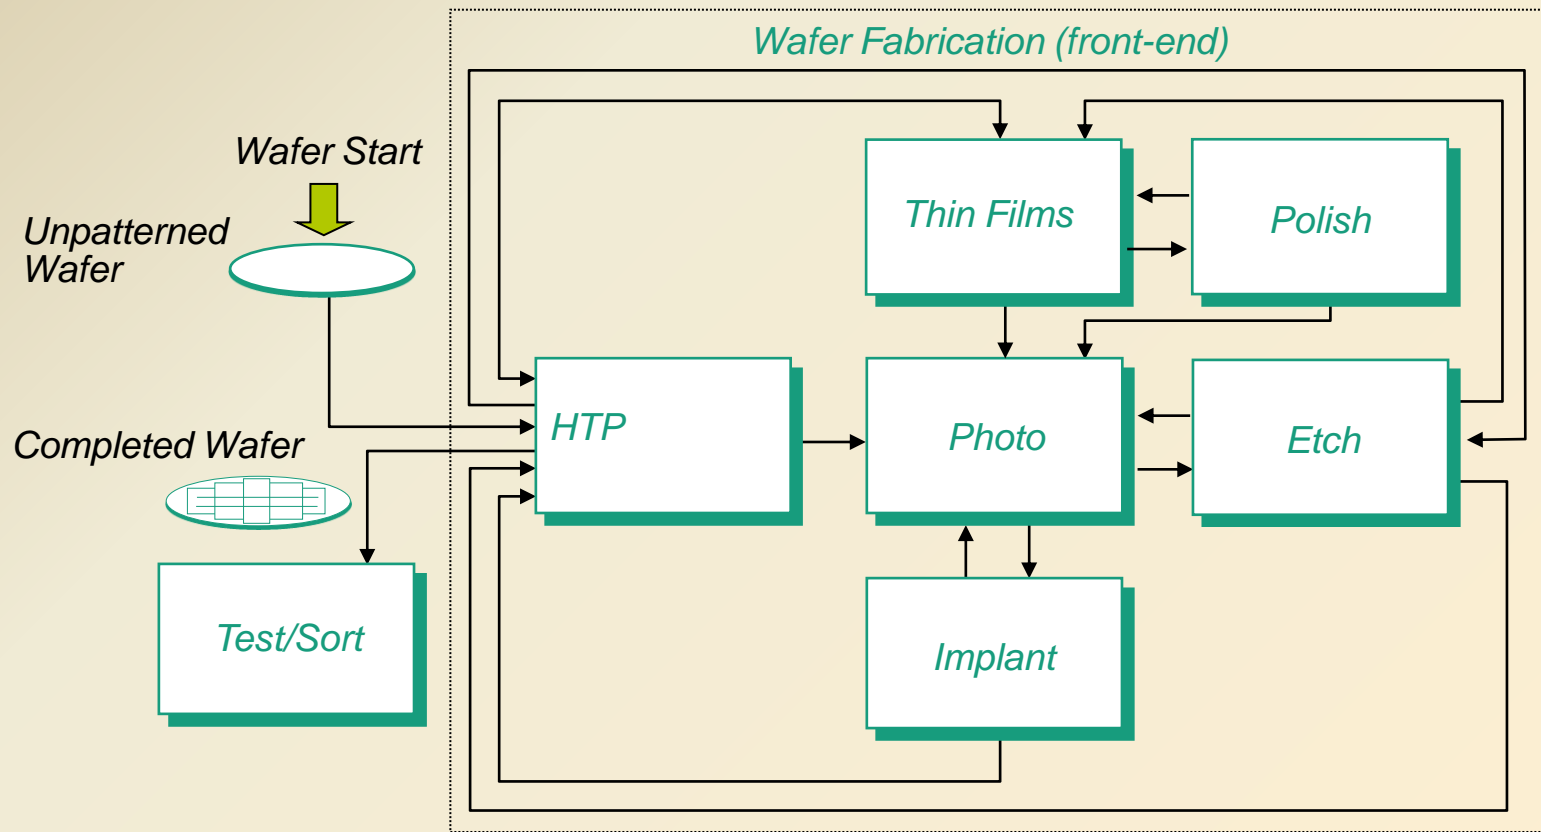 Wafer Fabrication (front-end)
Wafer Start
Unpatterned
Wafer
Thin Films
Polish
HTP
Photo
Etch
Completed Wafer
Test/Sort
Implant